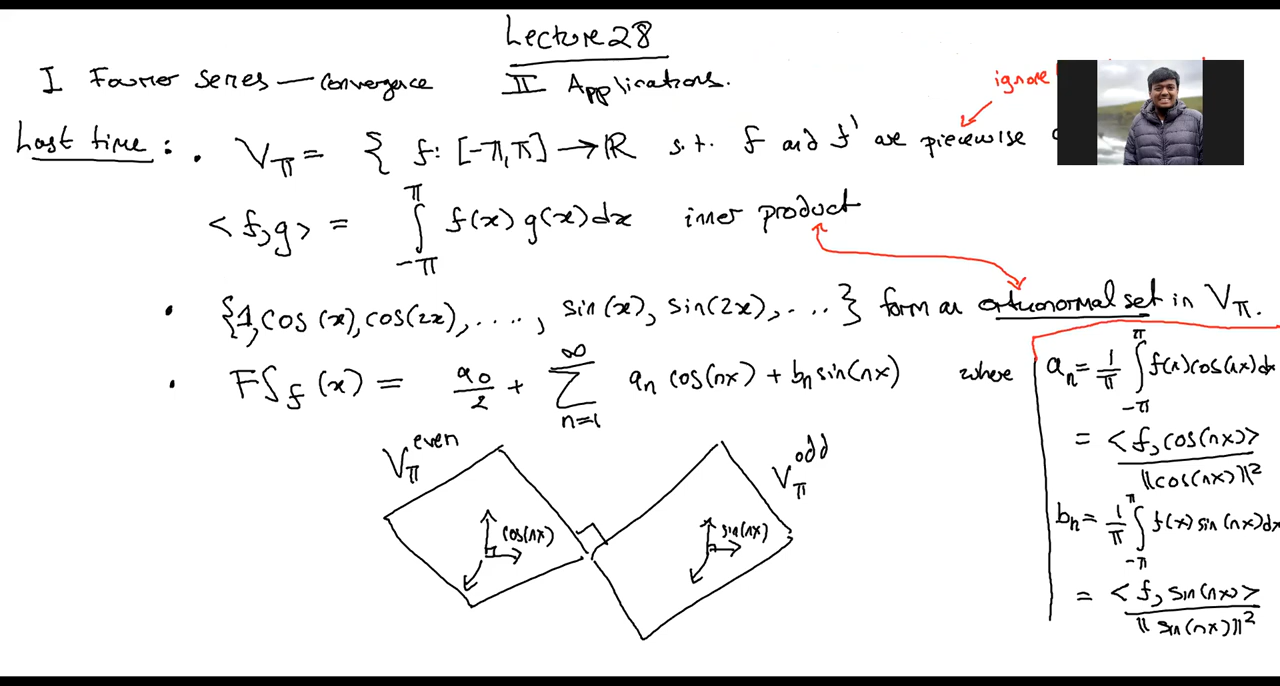 Lecture 28
I Fourier Series — Convergence II Applications.
ignore
Last time : • V_π = { f: [-π,π] → ℝ s.t. f and f' are piecewise
<f,g> = ∫_{-π}^{π} f(x) g(x) dx inner product
• {1, cos(x), cos(2x), ...., sin(x), sin(2x), ...} form an orthonormal set in V_π.
• FS_f (x) = a_0/2 + ∑_{n=1}^{∞} a_n cos(nx) + b_n sin(nx) where a_n = 1/π ∫_{-π}^{π} f(x) cos(nx) dx
= <f, cos(nx)> / ||cos(nx)||²
b_n = 1/π ∫_{-π}^{π} f(x) sin(nx) dx
= <f, sin(nx)> / ||sin(nx)||²
V_π^{even}
cos(nx)
V_π^{odd}
sin(nx)